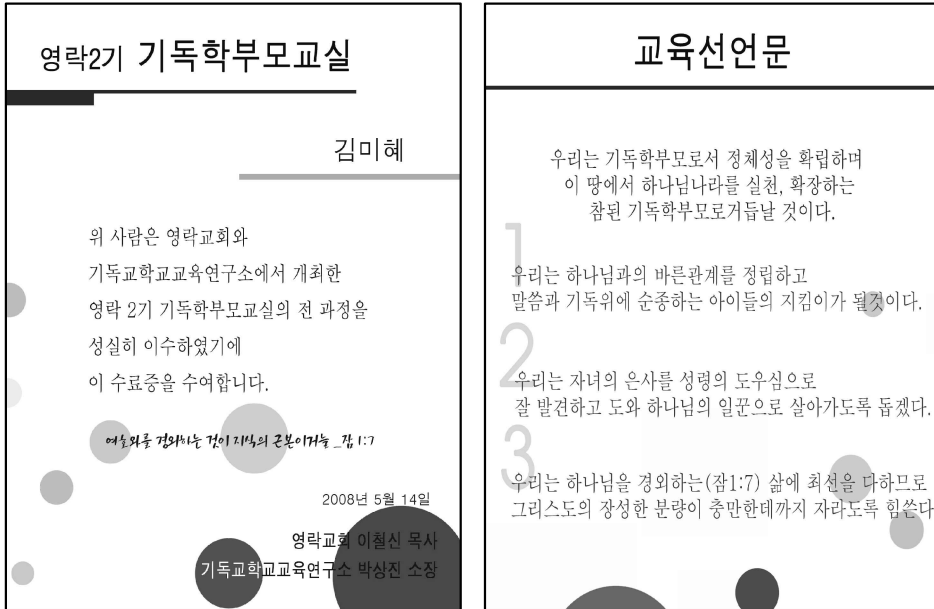 영락2기 기독학부모교실
김미혜
위 사람은 영락교회와
기독교학교교육연구소에서 개최한
영락 2기 기독학부모교실의 전 과정을
성실히 이수하였기에
이 수료증을 수여합니다.
여호와를 경외하는 것이 지식의 근본이거늘 _잠 1:7
2008년 5월 14일
영락교회 이철신 목사
기독교학교교육연구소 박상진 소장
교육선언문
우리는 기독학부모로서 정체성을 확립하며
이 땅에서 하나님나라를 실천, 확장하는
참된 기독학부모로거듭날 것이다.
1
우리는 하나님과의 바른관계를 정립하고
말씀과 기독위에 순종하는 아이들의 지킴이가 될것이다.
2
우리는 자녀의 은사를 성령의 도우심으로
잘 발견하고 도와 하나님의 일꾼으로 살아가도록 돕겠다.
3
우리는 하나님을 경외하는(잠1:7) 삶에 최선을 다하므로
그리스도의 장성한 분량이 충만한데까지 자라도록 힘쓴다